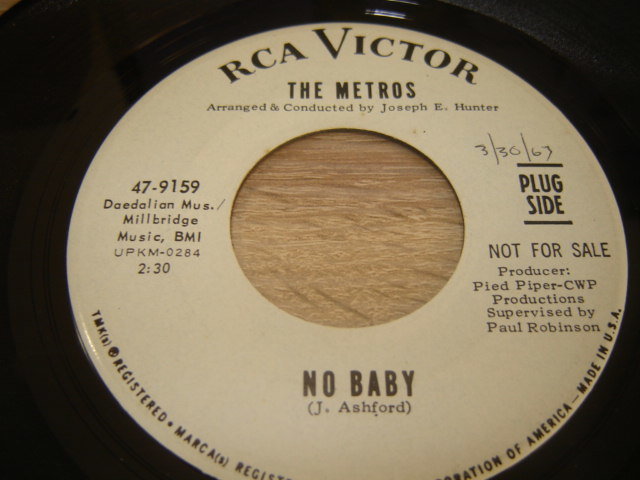 RCA VICTOR
THE METROS
Arranged & Conducted by Joseph E. Hunter
47-9159
Daedalian Mus./
Millbridge
Music, BMI
UPKM-0284
2:30
3/30/67
PLUG
SIDE
NOT FOR SALE
Producer:
Pied Piper-CWP
Productions
Supervised by
Paul Robinson
NO BABY
(J. Ashford)
TMK(s) ® REGISTERED • MARCA(s) REGIST
ORATION OF AMERICA—MADE IN U.S.A.